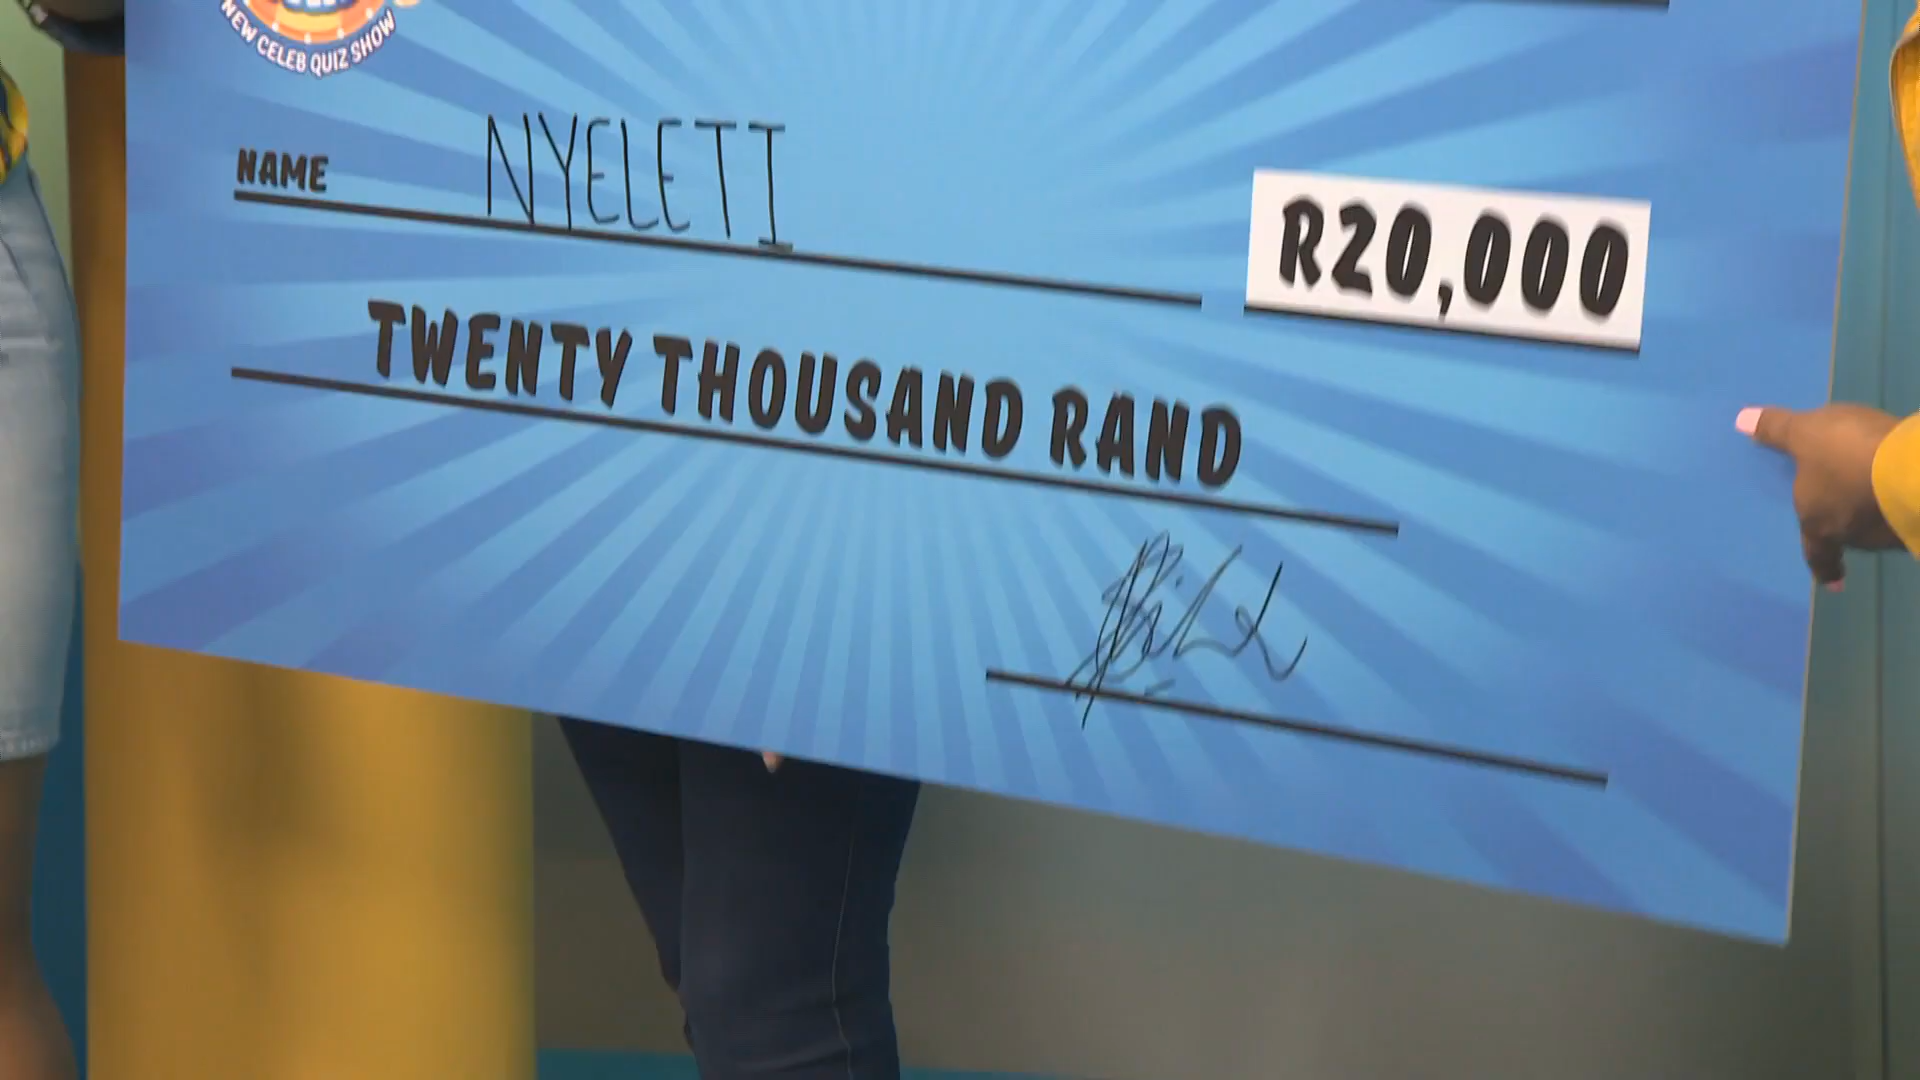 NEW CELEB QUIZ SHOW
NAME NYELETI
R20,000
TWENTY THOUSAND RAND